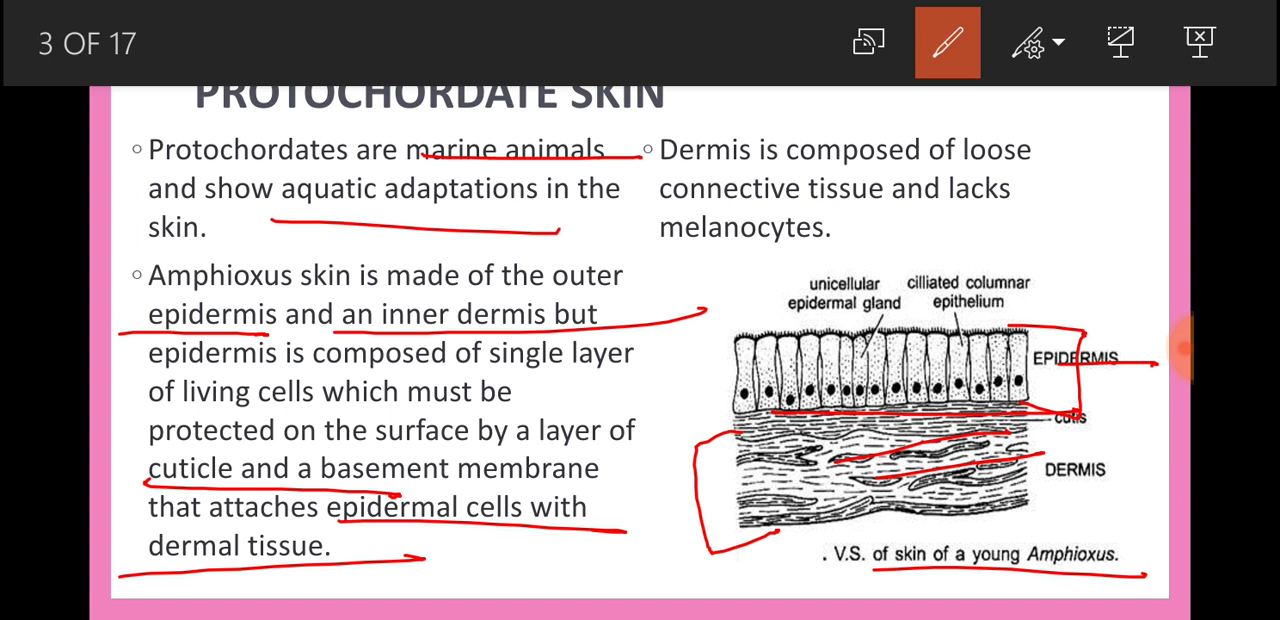 3 OF 17
PROTOCHORDATE SKIN
◦ Protochordates are marine animals
and show aquatic adaptations in the
skin.
◦ Amphioxus skin is made of the outer
epidermis and an inner dermis but
epidermis is composed of single layer
of living cells which must be
protected on the surface by a layer of
cuticle and a basement membrane
that attaches epidermal cells with
dermal tissue.
◦ Dermis is composed of loose
connective tissue and lacks
melanocytes.
unicellular
epidermal gland
cilliated columnar
epithelium
EPIDERMIS
cutis
DERMIS
. V.S. of skin of a young Amphioxus.